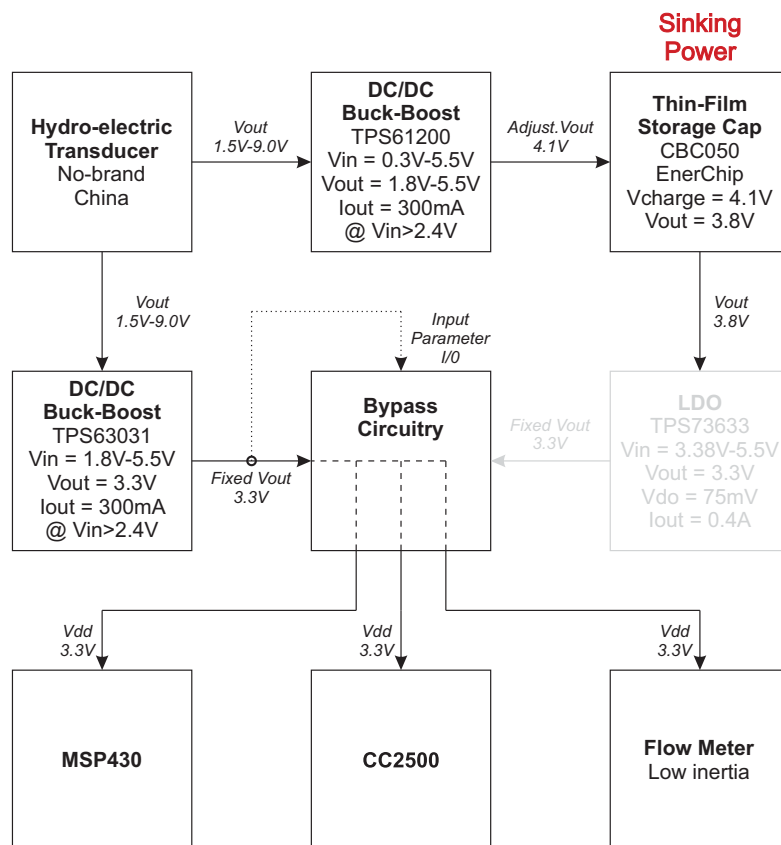 Sinking
Power
Hydro-electric
Transducer
No-brand
China
Vout
1.5V-9.0V
DC/DC
Buck-Boost
TPS61200
Vin = 0.3V-5.5V
Vout = 1.8V-5.5V
Iout = 300mA
@ Vin>2.4V
Adjust.Vout
4.1V
Thin-Film
Storage Cap
CBC050
EnerChip
Vcharge = 4.1V
Vout = 3.8V
Vout
1.5V-9.0V
Input
Parameter
I/0
Vout
3.8V
DC/DC
Buck-Boost
TPS63031
Vin = 1.8V-5.5V
Vout = 3.3V
Iout = 300mA
@ Vin>2.4V
Fixed Vout
3.3V
Bypass
Circuitry
Fixed Vout
3.3V
LDO
TPS73633
Vin = 3.38V-5.5V
Vout = 3.3V
Vdo = 75mV
Iout = 0.4A
Vdd
3.3V
Vdd
3.3V
Vdd
3.3V
MSP430
CC2500
Flow Meter
Low inertia